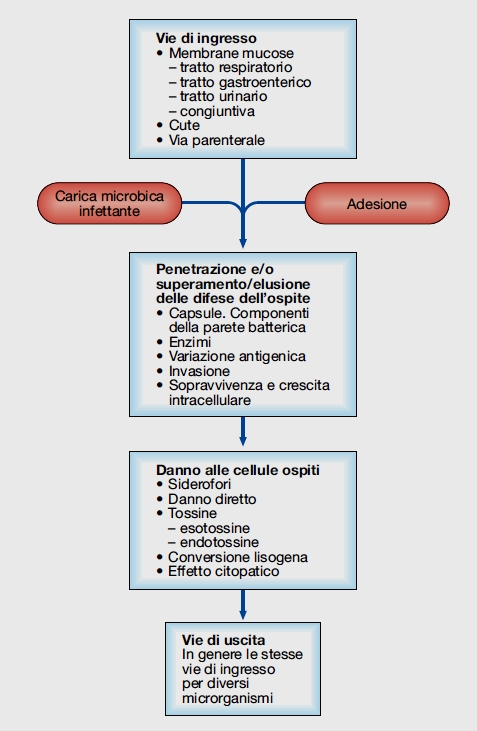 Vie di ingresso
• Membrane mucose
– tratto respiratorio
– tratto gastroenterico
– tratto urinario
– congiuntiva
• Cute
• Via parenterale
Carica microbica
infettante
Adesione
Penetrazione e/o
superamento/elusione
delle difese dell'ospite
• Capsule. Componenti
della parete batterica
• Enzimi
• Variazione antigenica
• Invasione
• Sopravvivenza e crescita
intracellulare
Danno alle cellule ospiti
• Siderofori
• Danno diretto
• Tossine
– esotossine
– endotossine
• Conversione lisogena
• Effetto citopatico
Vie di uscita
In genere le stesse
vie di ingresso
per diversi
microrganismi